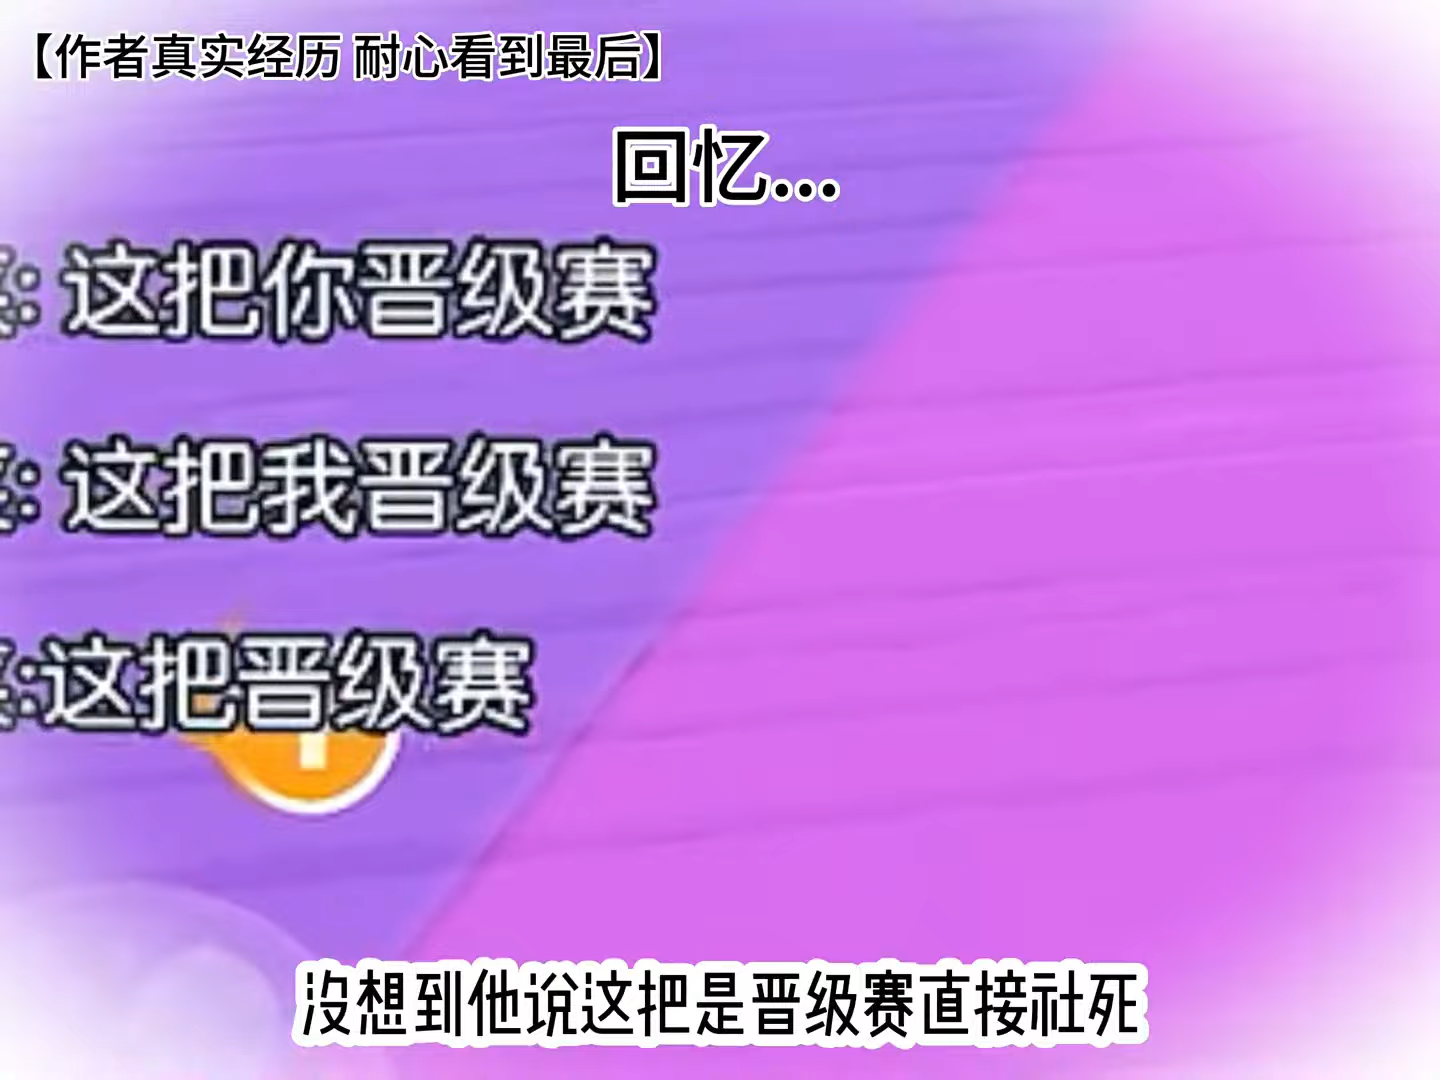 【作者真实经历 耐心看到最后】
回忆...
: 这把你晋级赛
: 这把我晋级赛
:这把晋级赛
没想到他说这把是晋级赛直接社死